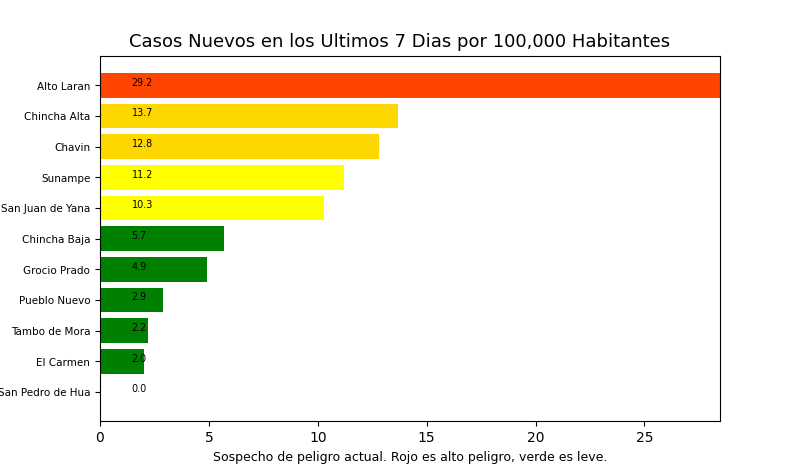 Casos Nuevos en los Ultimos 7 Dias por 100,000 Habitantes
Alto Laran 29.2
Chincha Alta 13.7
Chavin 12.8
Sunampe 11.2
San Juan de Yana 10.3
Chincha Baja 5.7
Grocio Prado 4.9
Pueblo Nuevo 2.9
Tambo de Mora 2.2
El Carmen 2.0
San Pedro de Hua 0.0
0 5 10 15 20 25
Sospecho de peligro actual. Rojo es alto peligro, verde es leve.